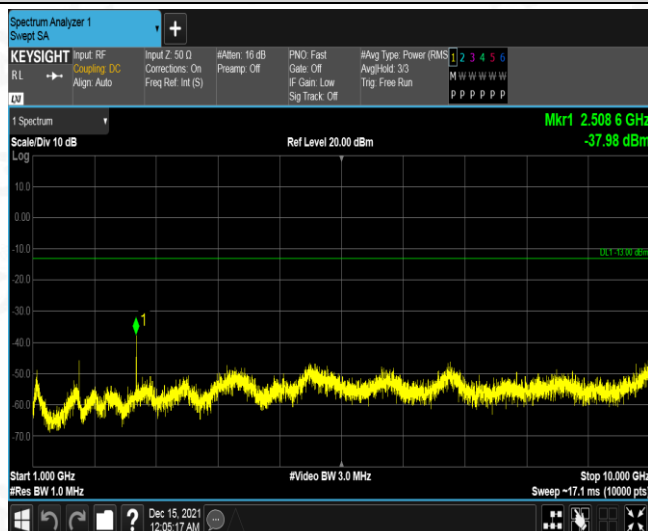 Spectrum Analyzer 1
Swept SA
KEYSIGHT Input: RF Input Z: 50 Ω #Atten: 16 dB PNO: Fast #Avg Type: Power (RMS 1 2 3 4 5 6
RL Coupling: DC Corrections: On Preamp: Off Gate: Off Avg|Hold: 3/3 M W W W W W
Align: Auto Freq Ref: Int (S) IF Gain: Low Trig: Free Run
LXI Sig Track: Off P P P P P P
1 Spectrum Mkr1 2.508 6 GHz
Scale/Div 10 dB Ref Level 20.00 dBm -37.98 dBm
Log
10.0
0.00
-10.0
DL1 -13.00 dBm
-20.0
-30.0
1
-40.0
-50.0
-60.0
-70.0
Start 1.000 GHz #Video BW 3.0 MHz Stop 10.000 GHz
#Res BW 1.0 MHz Sweep ~17.1 ms (10000 pts)
? Dec 15, 2021
12:05:17 AM